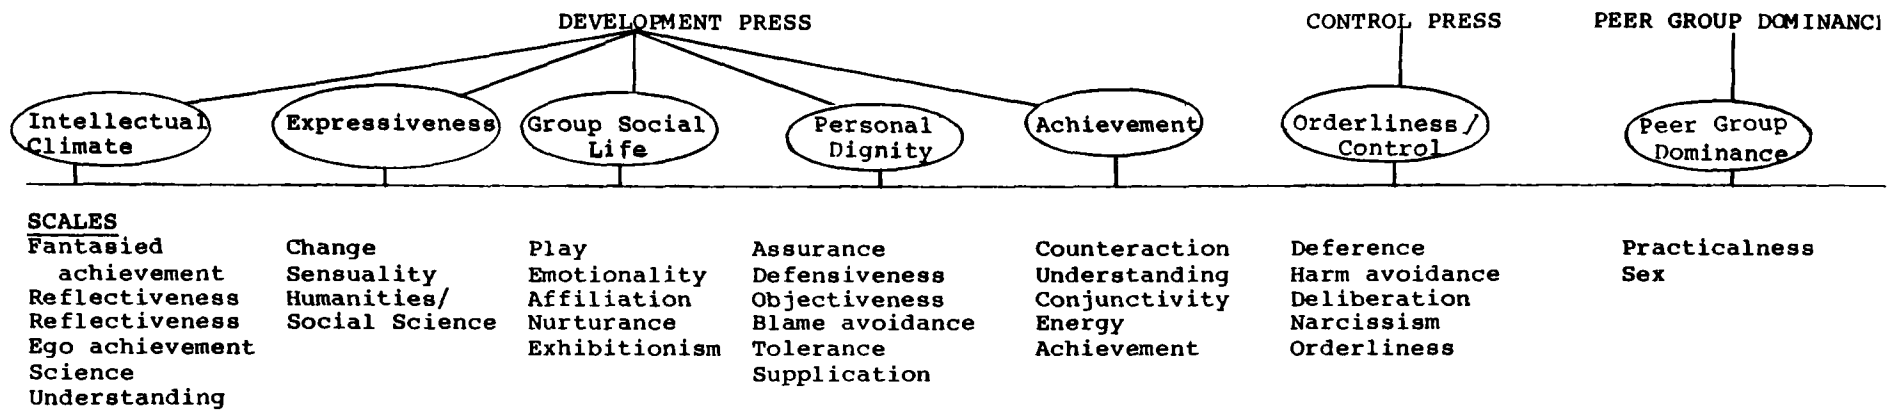 DEVELOPMENT PRESS
CONTROL PRESS
PEER GROUP DOMINANCI
Intellectual
Climate
Expressiveness
Group Social
Life
Personal
Dignity
Achievement
Orderliness/
Control
Peer Group
Dominance
SCALES
Fantasied
achievement
Reflectiveness
Reflectiveness
Ego achievement
Science
Understanding
Change
Sensuality
Humanities/
Social Science
Play
Emotionality
Affiliation
Nurturance
Exhibitionism
Assurance
Defensiveness
Objectiveness
Blame avoidance
Tolerance
Supplication
Counteraction
Understanding
Conjunctivity
Energy
Achievement
Deference
Harm avoidance
Deliberation
Narcissism
Orderliness
Practicalness
Sex